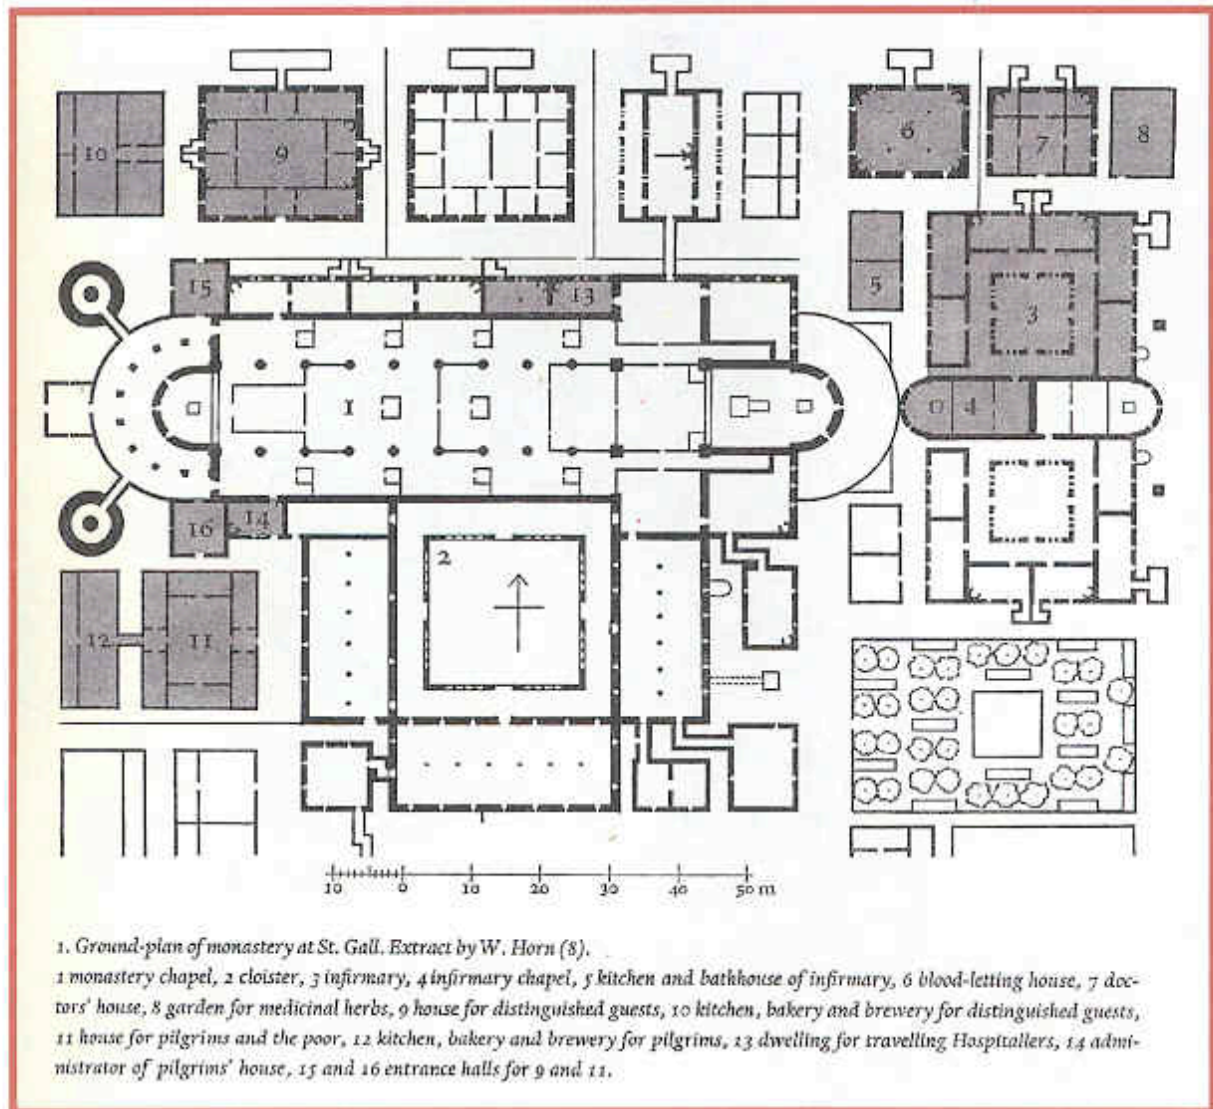 10
9
6
7
8
15
13
5
3
1
0 4
16
14
2
12
11
10 0 10 20 30 40 50 m
1. Ground-plan of monastery at St. Gall. Extract by W. Horn (8).
1 monastery chapel, 2 cloister, 3 infirmary, 4 infirmary chapel, 5 kitchen and bathhouse of infirmary, 6 blood-letting house, 7 doc-
tors' house, 8 garden for medicinal herbs, 9 house for distinguished guests, 10 kitchen, bakery and brewery for distinguished guests,
11 house for pilgrims and the poor, 12 kitchen, bakery and brewery for pilgrims, 13 dwelling for travelling Hospitallers, 14 admi-
nistrator of pilgrims' house, 15 and 16 entrance halls for 9 and 11.